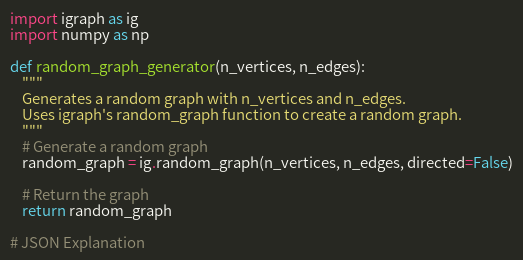 import igraph as ig
import numpy as np
def random_graph_generator(n_vertices, n_edges):
"""
Generates a random graph with n_vertices and n_edges.
Uses igraph's random_graph function to create a random graph.
"""
# Generate a random graph
random_graph = ig.random_graph(n_vertices, n_edges, directed=False)
# Return the graph
return random_graph
# JSON Explanation